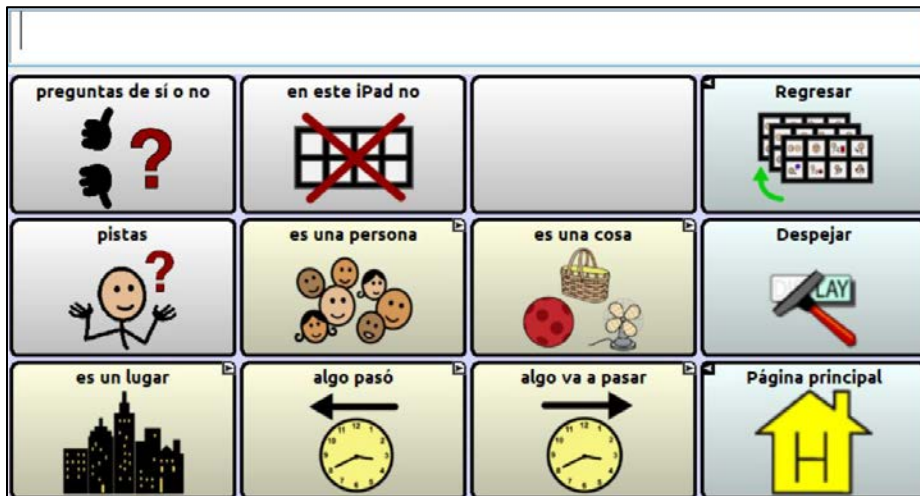 preguntas de sí o no
en este iPad no
Regresar
pistas
es una persona
es una cosa
Despejar
LAY
es un lugar
algo pasó
algo va a pasar
Página principal
H